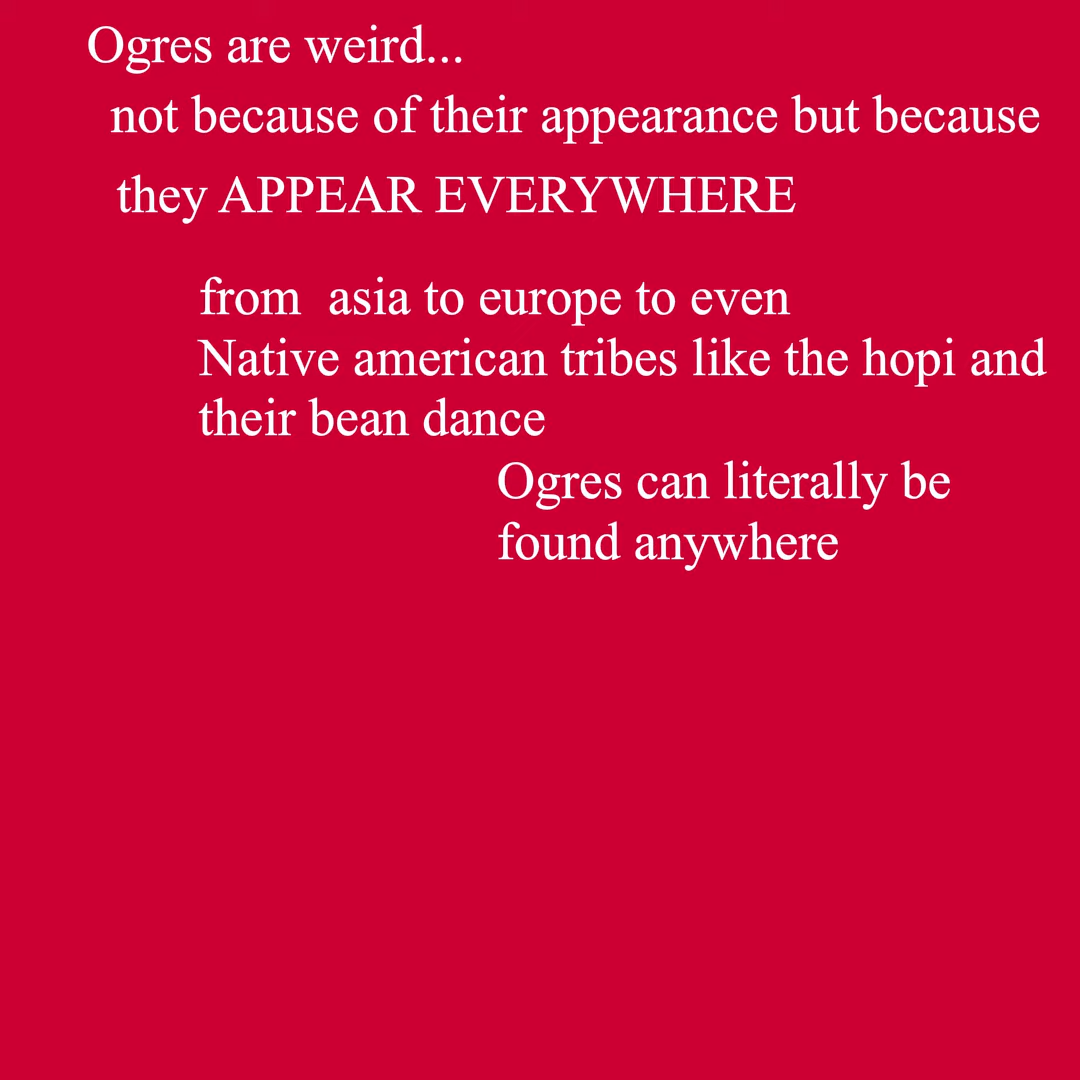 Ogres are weird...
not because of their appearance but because
they APPEAR EVERYWHERE
from  asia to europe to even
Native american tribes like the hopi and
their bean dance
Ogres can literally be
found anywhere